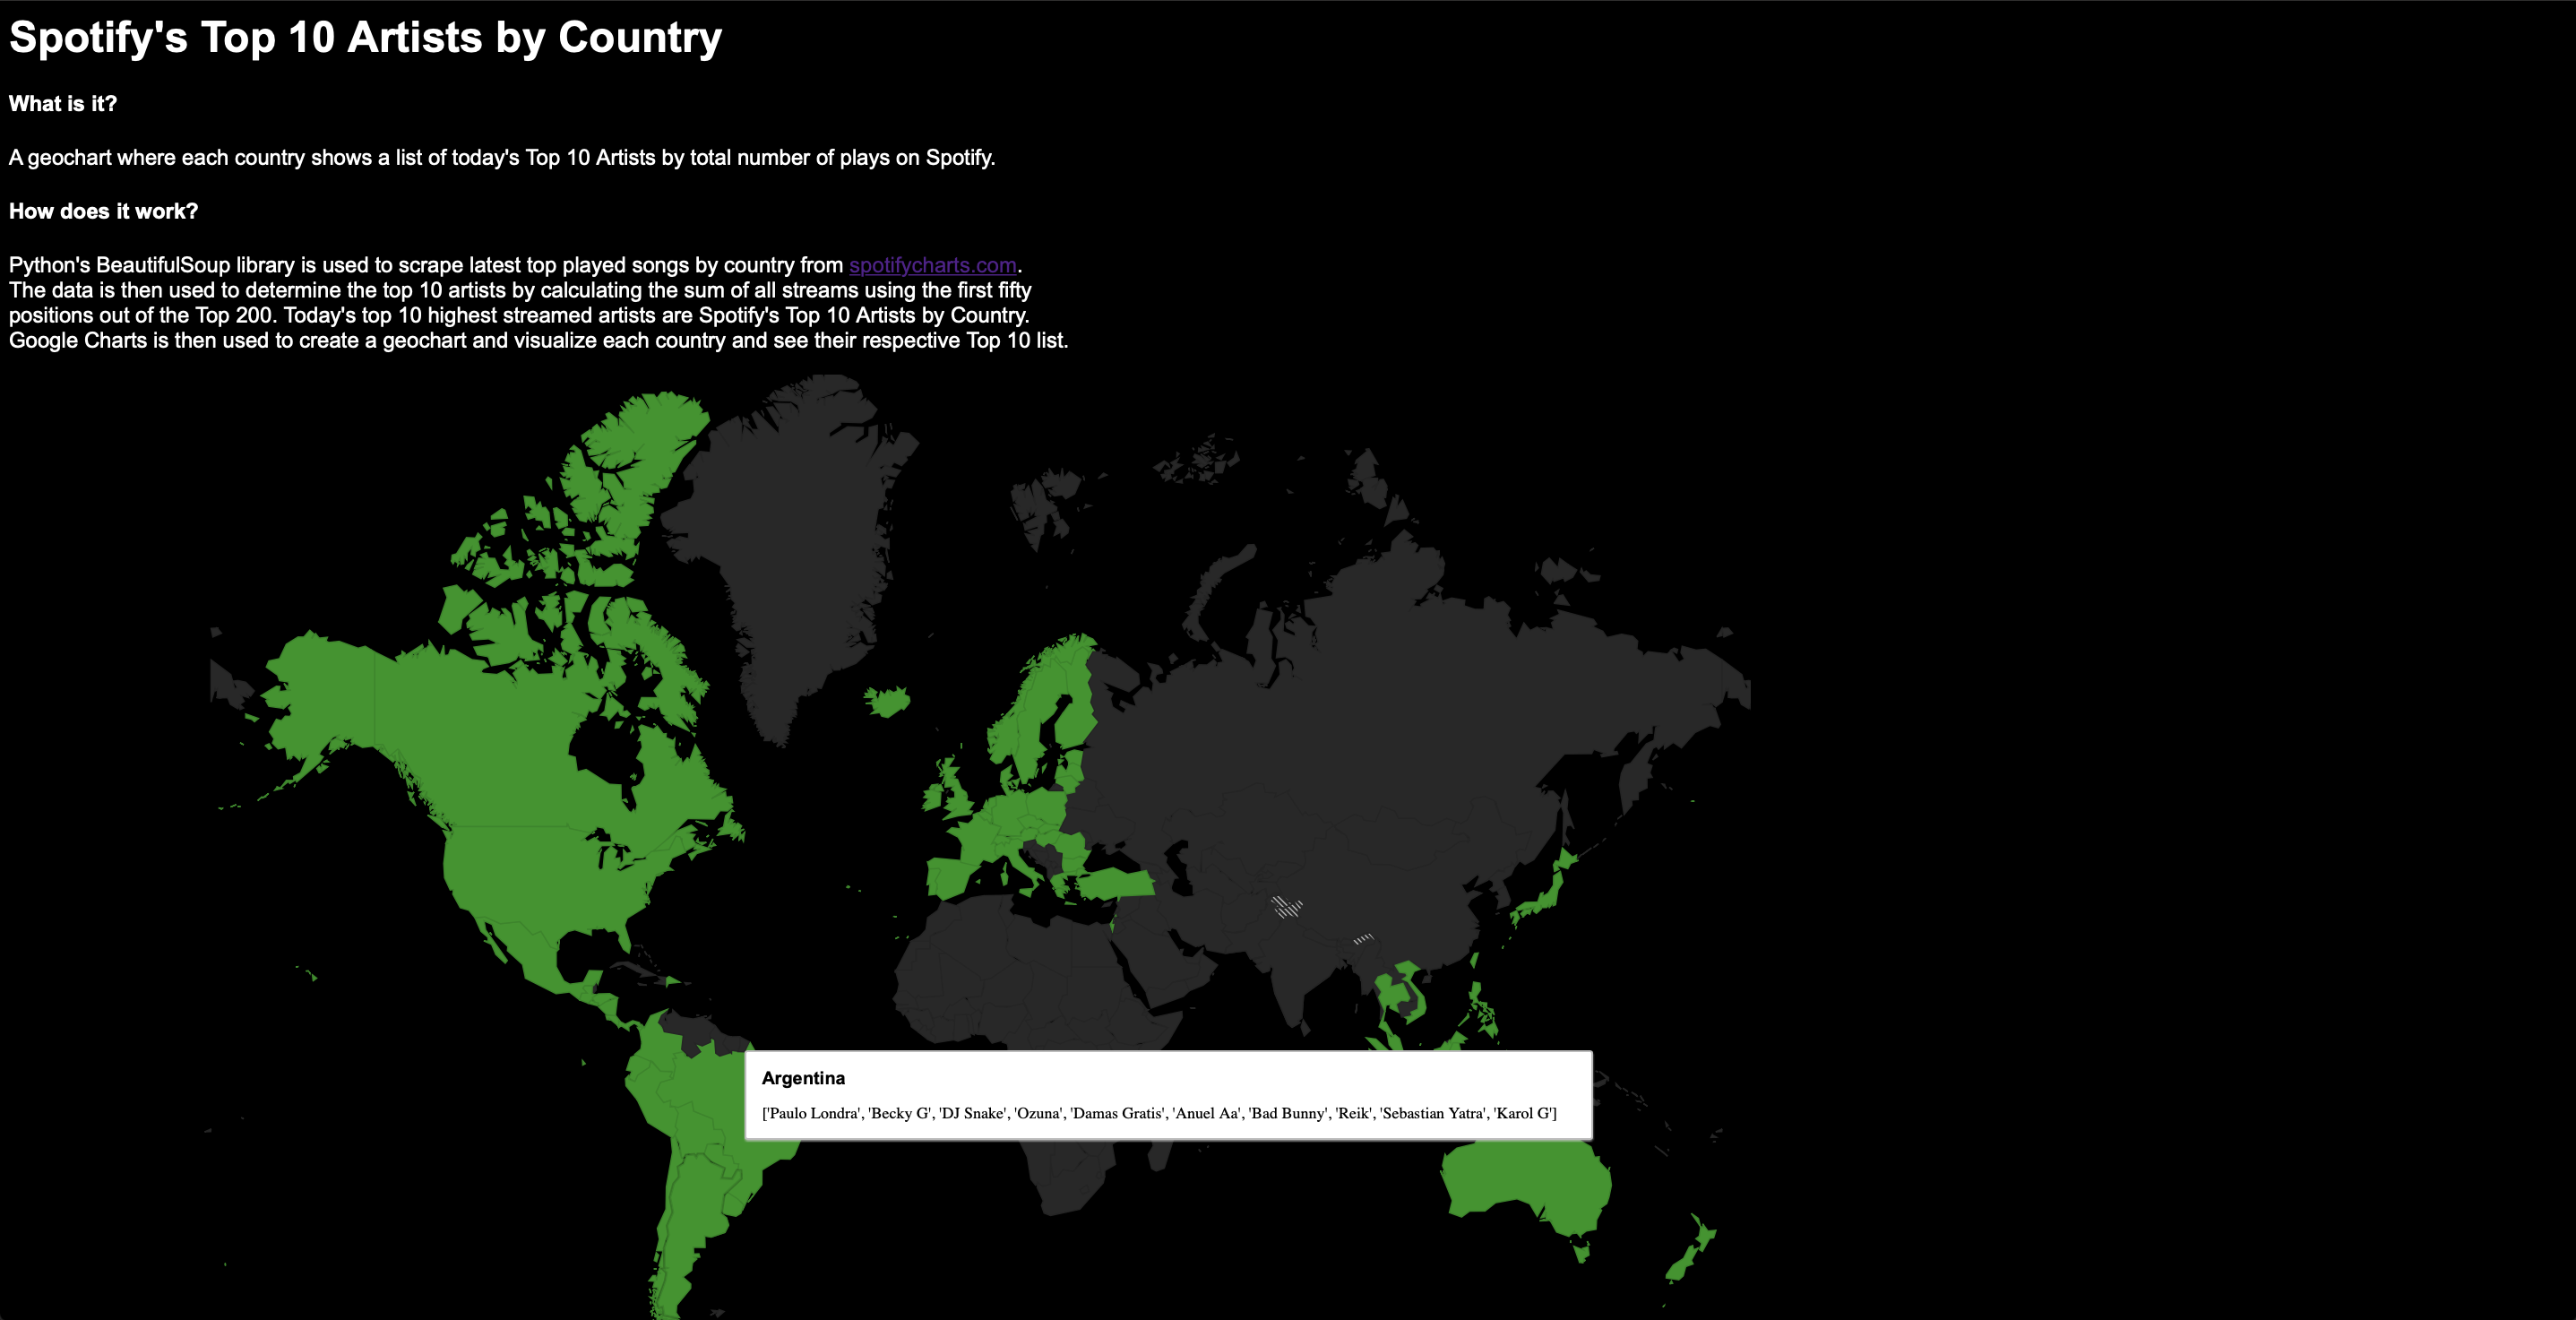 Spotify's Top 10 Artists by Country
What is it?
A geochart where each country shows a list of today's Top 10 Artists by total number of plays on Spotify.
How does it work?
Python's BeautifulSoup library is used to scrape latest top played songs by country from spotifycharts.com.
The data is then used to determine the top 10 artists by calculating the sum of all streams using the first fifty
positions out of the Top 200. Today's top 10 highest streamed artists are Spotify's Top 10 Artists by Country.
Google Charts is then used to create a geochart and visualize each country and see their respective Top 10 list.
Argentina
['Paulo Londra', 'Becky G', 'DJ Snake', 'Ozuna', 'Damas Gratis', 'Anuel Aa', 'Bad Bunny', 'Reik', 'Sebastian Yatra', 'Karol G']